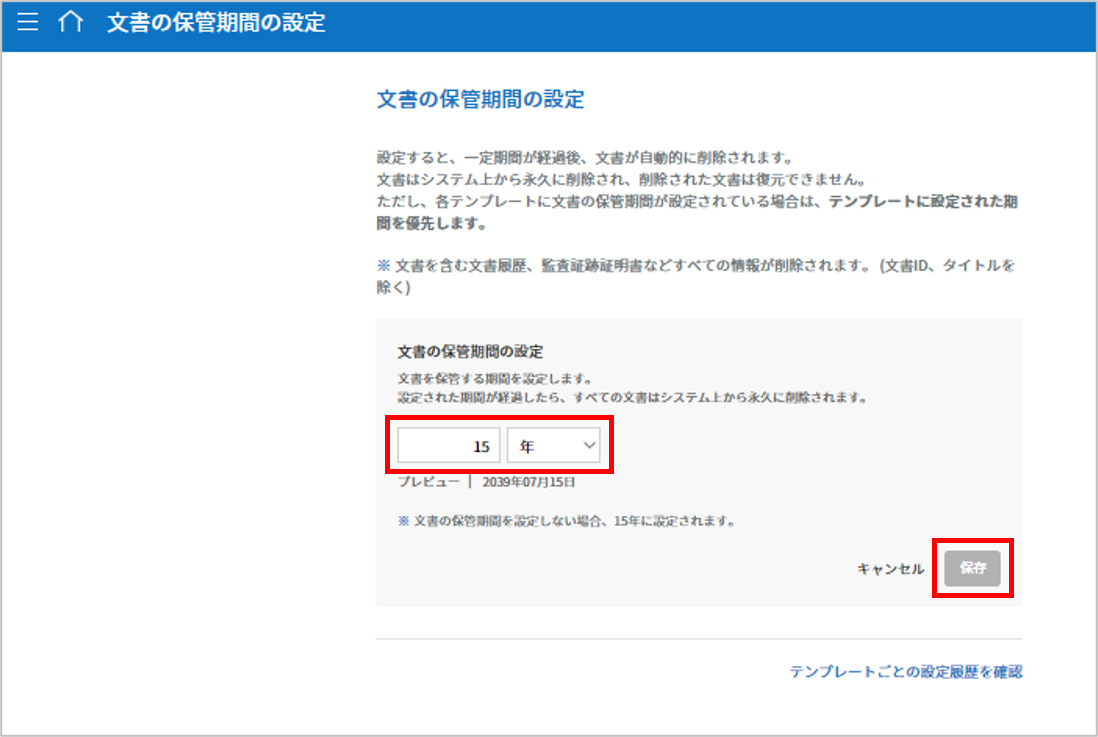 文書の保管期間の設定
文書の保管期間の設定
設定すると、一定期間が経過後、文書が自動的に削除されます。
文書はシステム上から永久に削除され、削除された文書は復元できません。
ただし、各テンプレートに文書の保管期間が設定されている場合は、テンプレートに設定された期
間を優先します。
※ 文書を含む文書履歴、監査証跡証明書などすべての情報が削除されます。 (文書ID、タイトルを
除く)
文書の保管期間の設定
文書を保管する期間を設定します。
設定された期間が経過したら、すべての文書はシステム上から永久に削除されます。
15 年
プレビュー | 2039年07月15日
※ 文書の保管期間を設定しない場合、15年に設定されます。
キャンセル 保存
テンプレートごとの設定履歴を確認